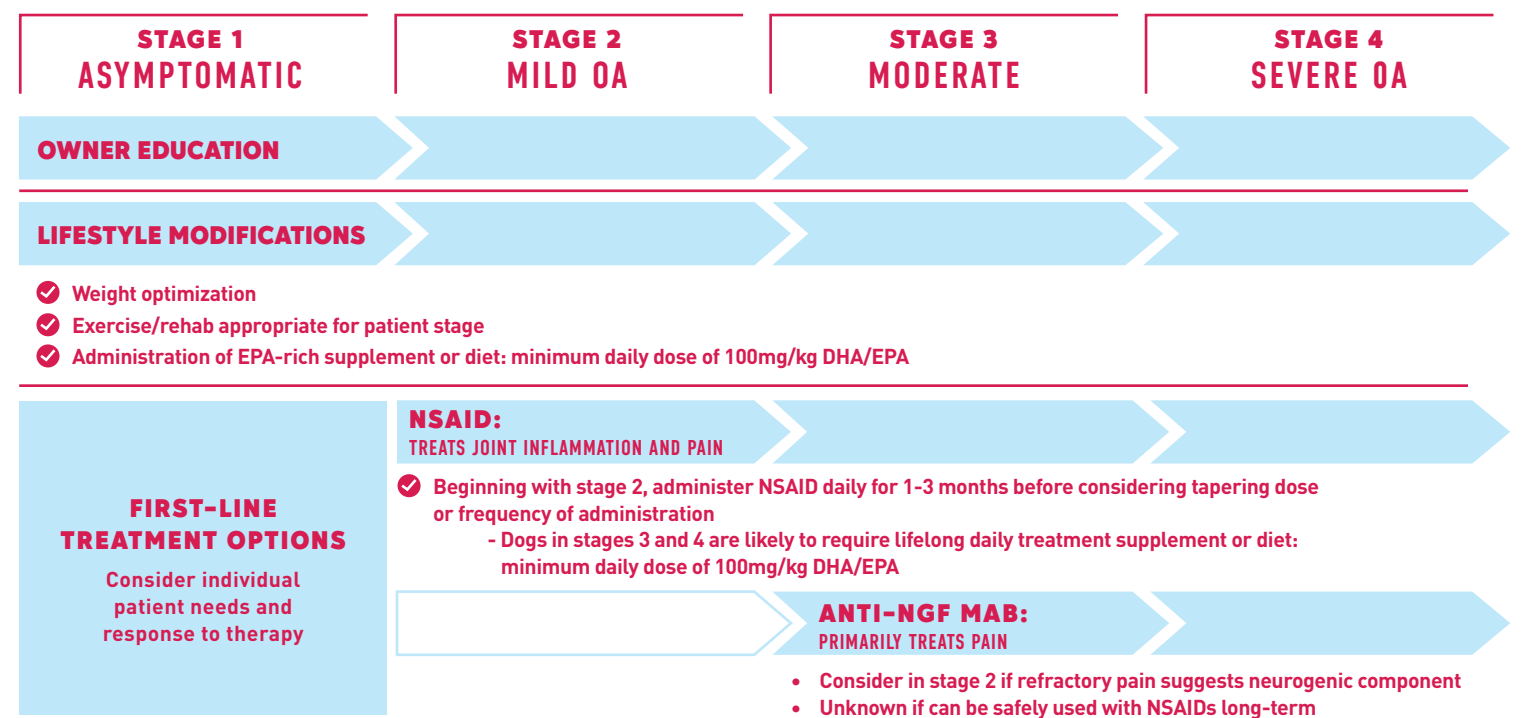 STAGE 1
ASYMPTOMATIC
STAGE 2
MILD OA
STAGE 3
MODERATE
STAGE 4
SEVERE OA
OWNER EDUCATION
LIFESTYLE MODIFICATIONS
Weight optimization
Exercise/rehab appropriate for patient stage
Administration of EPA-rich supplement or diet: minimum daily dose of 100mg/kg DHA/EPA
FIRST-LINE
TREATMENT OPTIONS
Consider individual
patient needs and
response to therapy
NSAID:
TREATS JOINT INFLAMMATION AND PAIN
Beginning with stage 2, administer NSAID daily for 1-3 months before considering tapering dose
or frequency of administration
- Dogs in stages 3 and 4 are likely to require lifelong daily treatment supplement or diet:
minimum daily dose of 100mg/kg DHA/EPA
ANTI-NGF MAB:
PRIMARILY TREATS PAIN
• Consider in stage 2 if refractory pain suggests neurogenic component
• Unknown if can be safely used with NSAIDs long-term